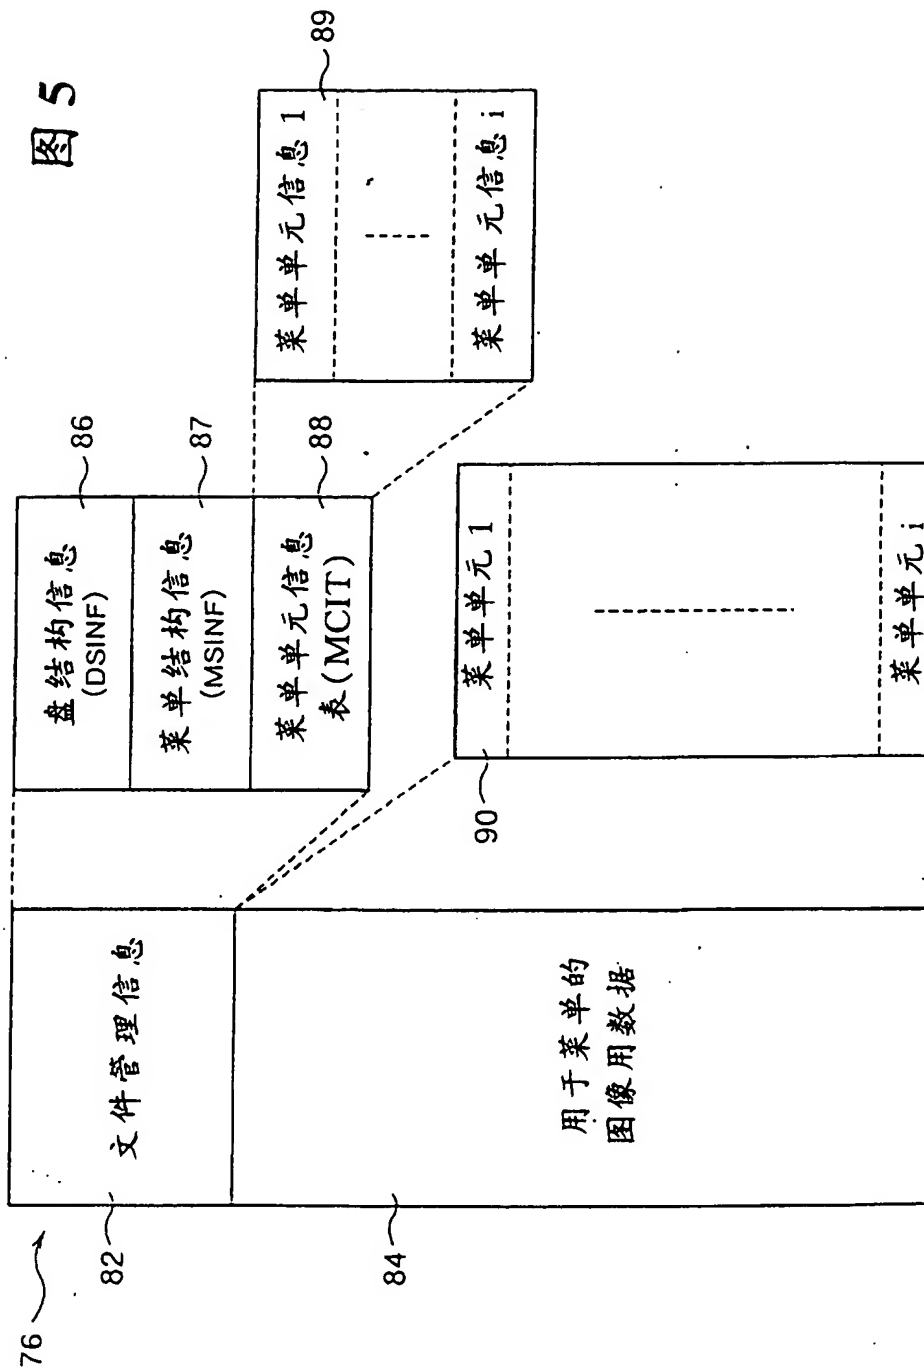 图 5
76
82
文件管理信息
84
用于菜单的
图像用数据
盘结构信息
(DSINF)
86
菜单结构信息
(MSINF)
87
菜单单元信息
表(MCIT)
88
菜单单元信息 1
89
菜单单元信息 i
90
菜单单元 1
菜单单元 i